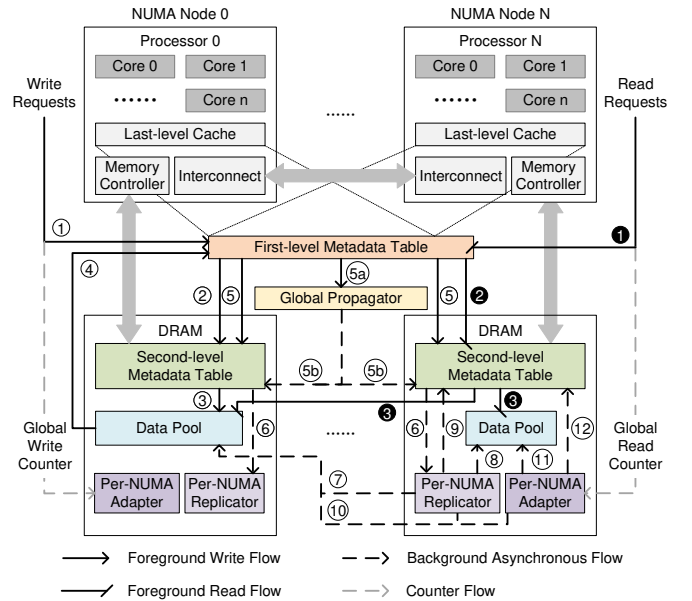 NUMA Node 0
NUMA Node N
Processor 0
Processor N
Core 0
Core 1
Core 0
Core 1
......
Core n
......
Core n
Write
Requests
Read
Requests
......
Last-level Cache
Last-level Cache
Memory
Controller
Interconnect
Interconnect
Memory
Controller
①
❶
First-level Metadata Table
④
②
⑤
5a
⑤
❷
Global Propagator
DRAM
DRAM
Second-level
Metadata Table
5b
5b
Second-level
Metadata Table
③
❸
❸
Data Pool
⑥
......
⑥
⑨
Data Pool
⑫
Global
Write
Counter
Global
Read
Counter
⑧
⑪
Per-NUMA
Adapter
Per-NUMA
Replicator
⑦
⑩
Per-NUMA
Replicator
Per-NUMA
Adapter
Foreground Write Flow
Background Asynchronous Flow
Foreground Read Flow
Counter Flow